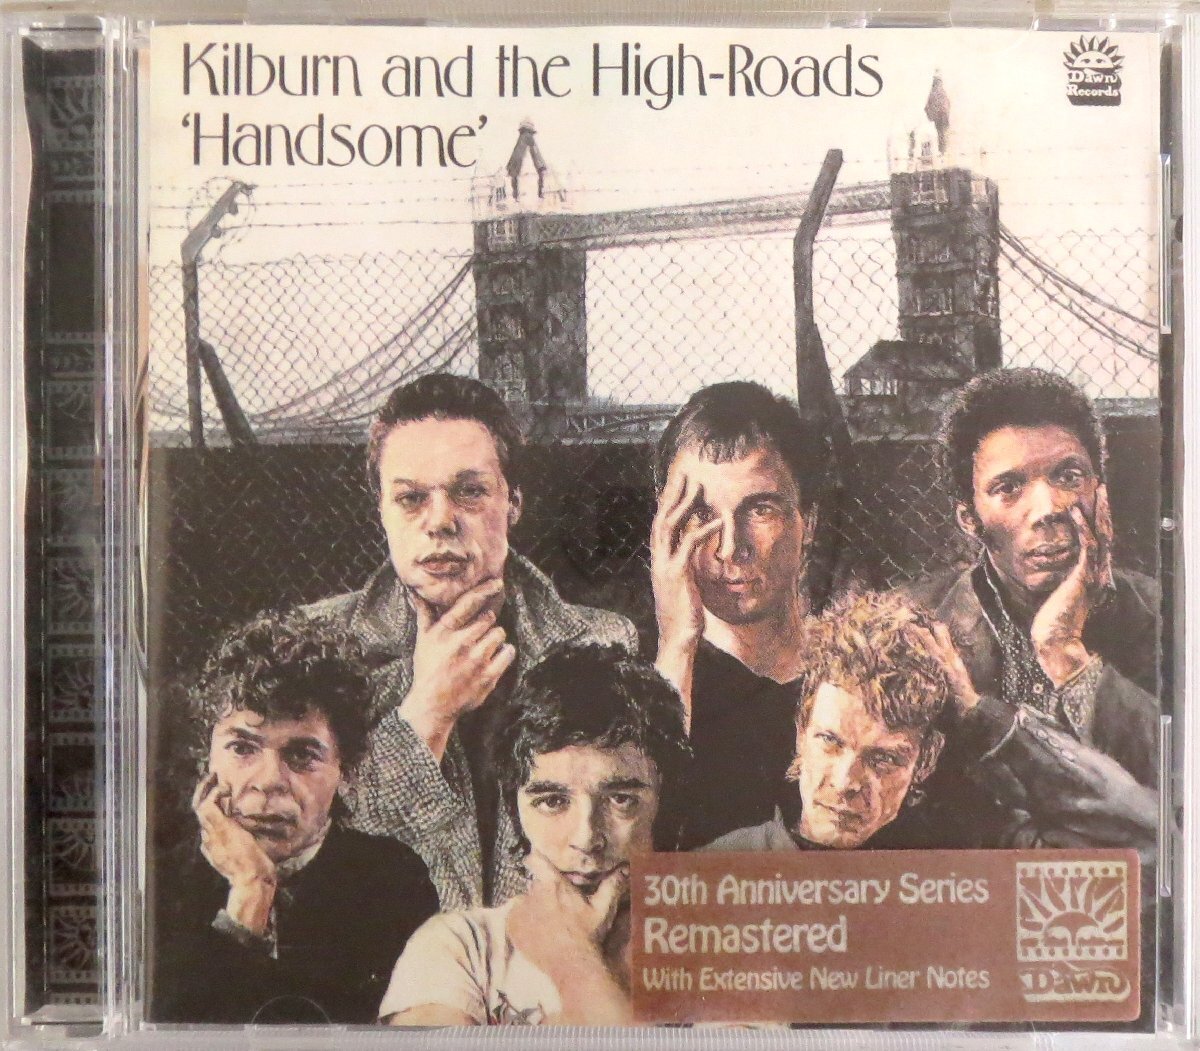 Kilburn and the High-Roads
'Handsome'
Dawn
Records
30th Anniversary Series
Remastered
With Extensive New Liner Notes
Dawn